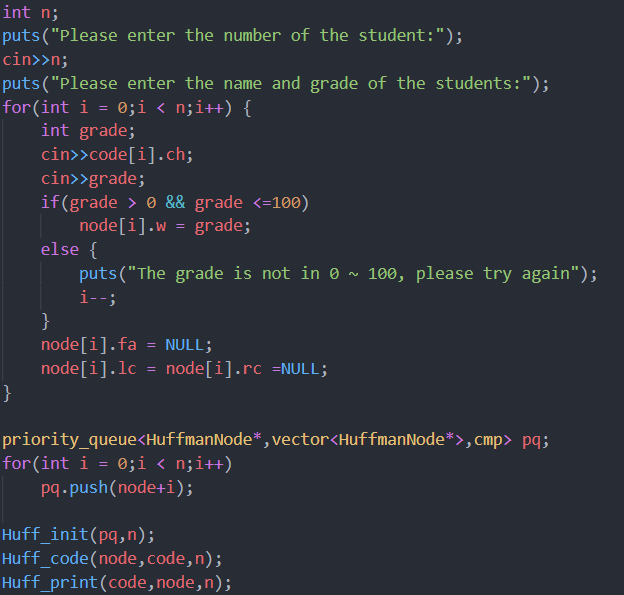 int n;
puts("Please enter the number of the student:");
cin>>n;
puts("Please enter the name and grade of the students:");
for(int i = 0;i < n;i++) {
    int grade;
    cin>>code[i].ch;
    cin>>grade;
    if(grade > 0 && grade <=100)
        node[i].w = grade;
    else {
        puts("The grade is not in 0 ~ 100, please try again");
        i--;
    }
    node[i].fa = NULL;
    node[i].lc = node[i].rc =NULL;
}
priority_queue<HuffmanNode*,vector<HuffmanNode*>,cmp> pq;
for(int i = 0;i < n;i++)
    pq.push(node+i);
Huff_init(pq,n);
Huff_code(node,code,n);
Huff_print(code,node,n);